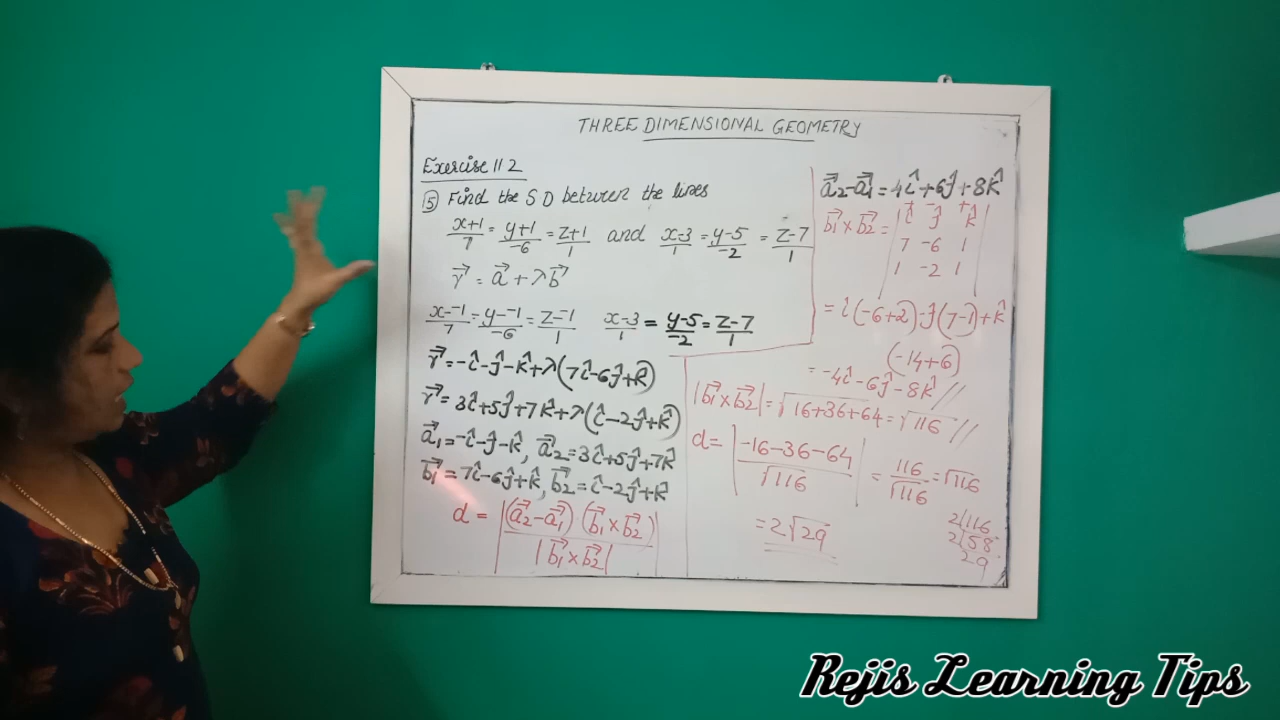 THREE DIMENSIONAL GEOMETRY
Exercise 11 2
⑤ Find the S D between the lines
x+1/7 = y+1/-6 = z+1/1 and x-3/1 = y-5/-2 = z-7/1
r⃗ = a⃗ + λb⃗
x--1/7 = y--1/-6 = z--1/1 x-3/1 = y-5/-2 = z-7/1
r⃗ = -î-ĵ-k̂+λ(7î-6ĵ+k̂)
r⃗ = 3î+5ĵ+7k̂+λ(î-2ĵ+k̂)
a⃗1 = -î-ĵ-k̂, a⃗2 = 3î+5ĵ+7k̂
b⃗1 = 7î-6ĵ+k̂, b⃗2 = î-2ĵ+k̂
d = |(a⃗2-a⃗1) (b⃗1×b⃗2)/|b⃗1×b⃗2||
a⃗2-a⃗1 = 4î+6ĵ+8k̂
+ - +
b⃗1×b⃗2 = | î ĵ k̂
7 -6 1
1 -2 1 |
= î(-6+2)-ĵ(7-1)+k̂
(-14+6)
= -4î-6ĵ-8k̂//
|b⃗1×b⃗2| = √16+36+64 = √116//
d = |-16-36-64/√116| = 116/√116 = √116
= 2√29
2|116
2|58
29
Rejis Learning Tips